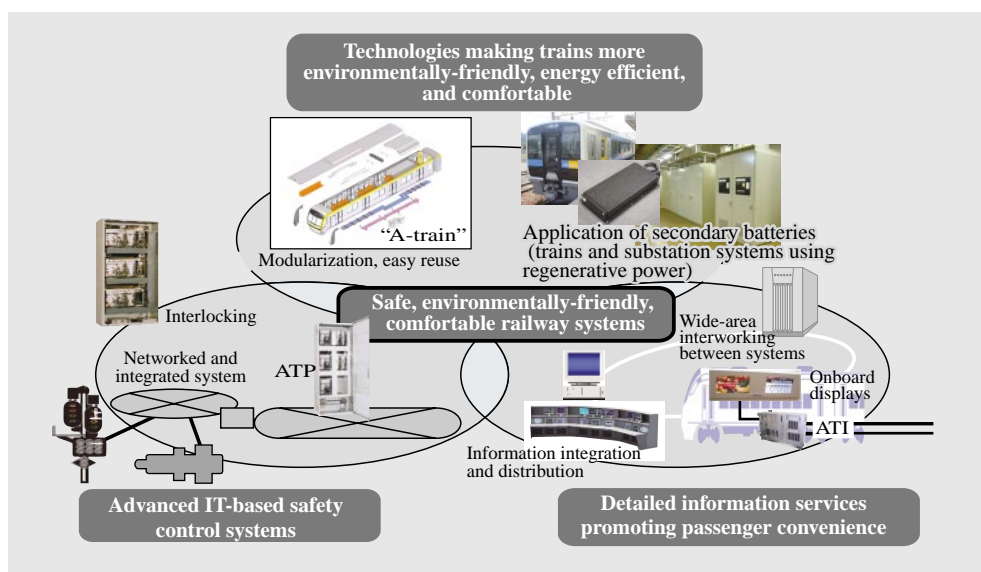 Technologies making trains more
environmentally-friendly, energy efficient,
and comfortable
“A-train”
Modularization, easy reuse
Application of secondary batteries
(trains and substation systems using
regenerative power)
Safe, environmentally-friendly,
comfortable railway systems
Interlocking
Networked and
integrated system
ATP
Wide-area
interworking
between systems
Onboard
displays
ATI
Information integration
and distribution
Advanced IT-based safety
control systems
Detailed information services
promoting passenger convenience